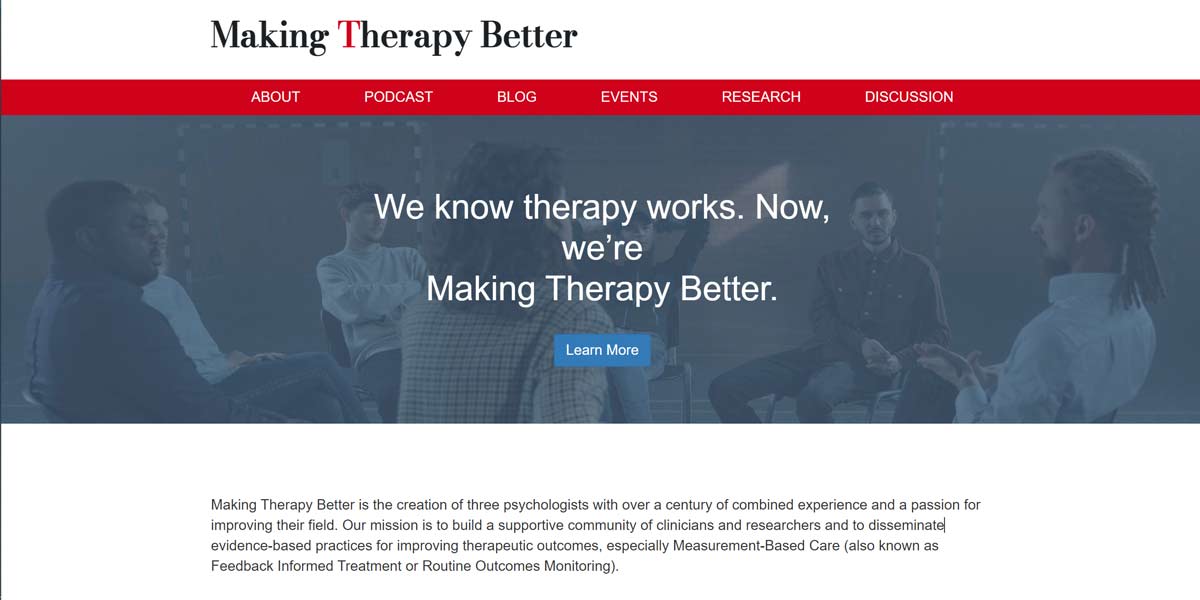 Making Therapy Better
ABOUT PODCAST BLOG EVENTS RESEARCH DISCUSSION
We know therapy works. Now,
we’re
Making Therapy Better.
Learn More
Making Therapy Better is the creation of three psychologists with over a century of combined experience and a passion for
improving their field. Our mission is to build a supportive community of clinicians and researchers and to disseminate
evidence-based practices for improving therapeutic outcomes, especially Measurement-Based Care (also known as
Feedback Informed Treatment or Routine Outcomes Monitoring).